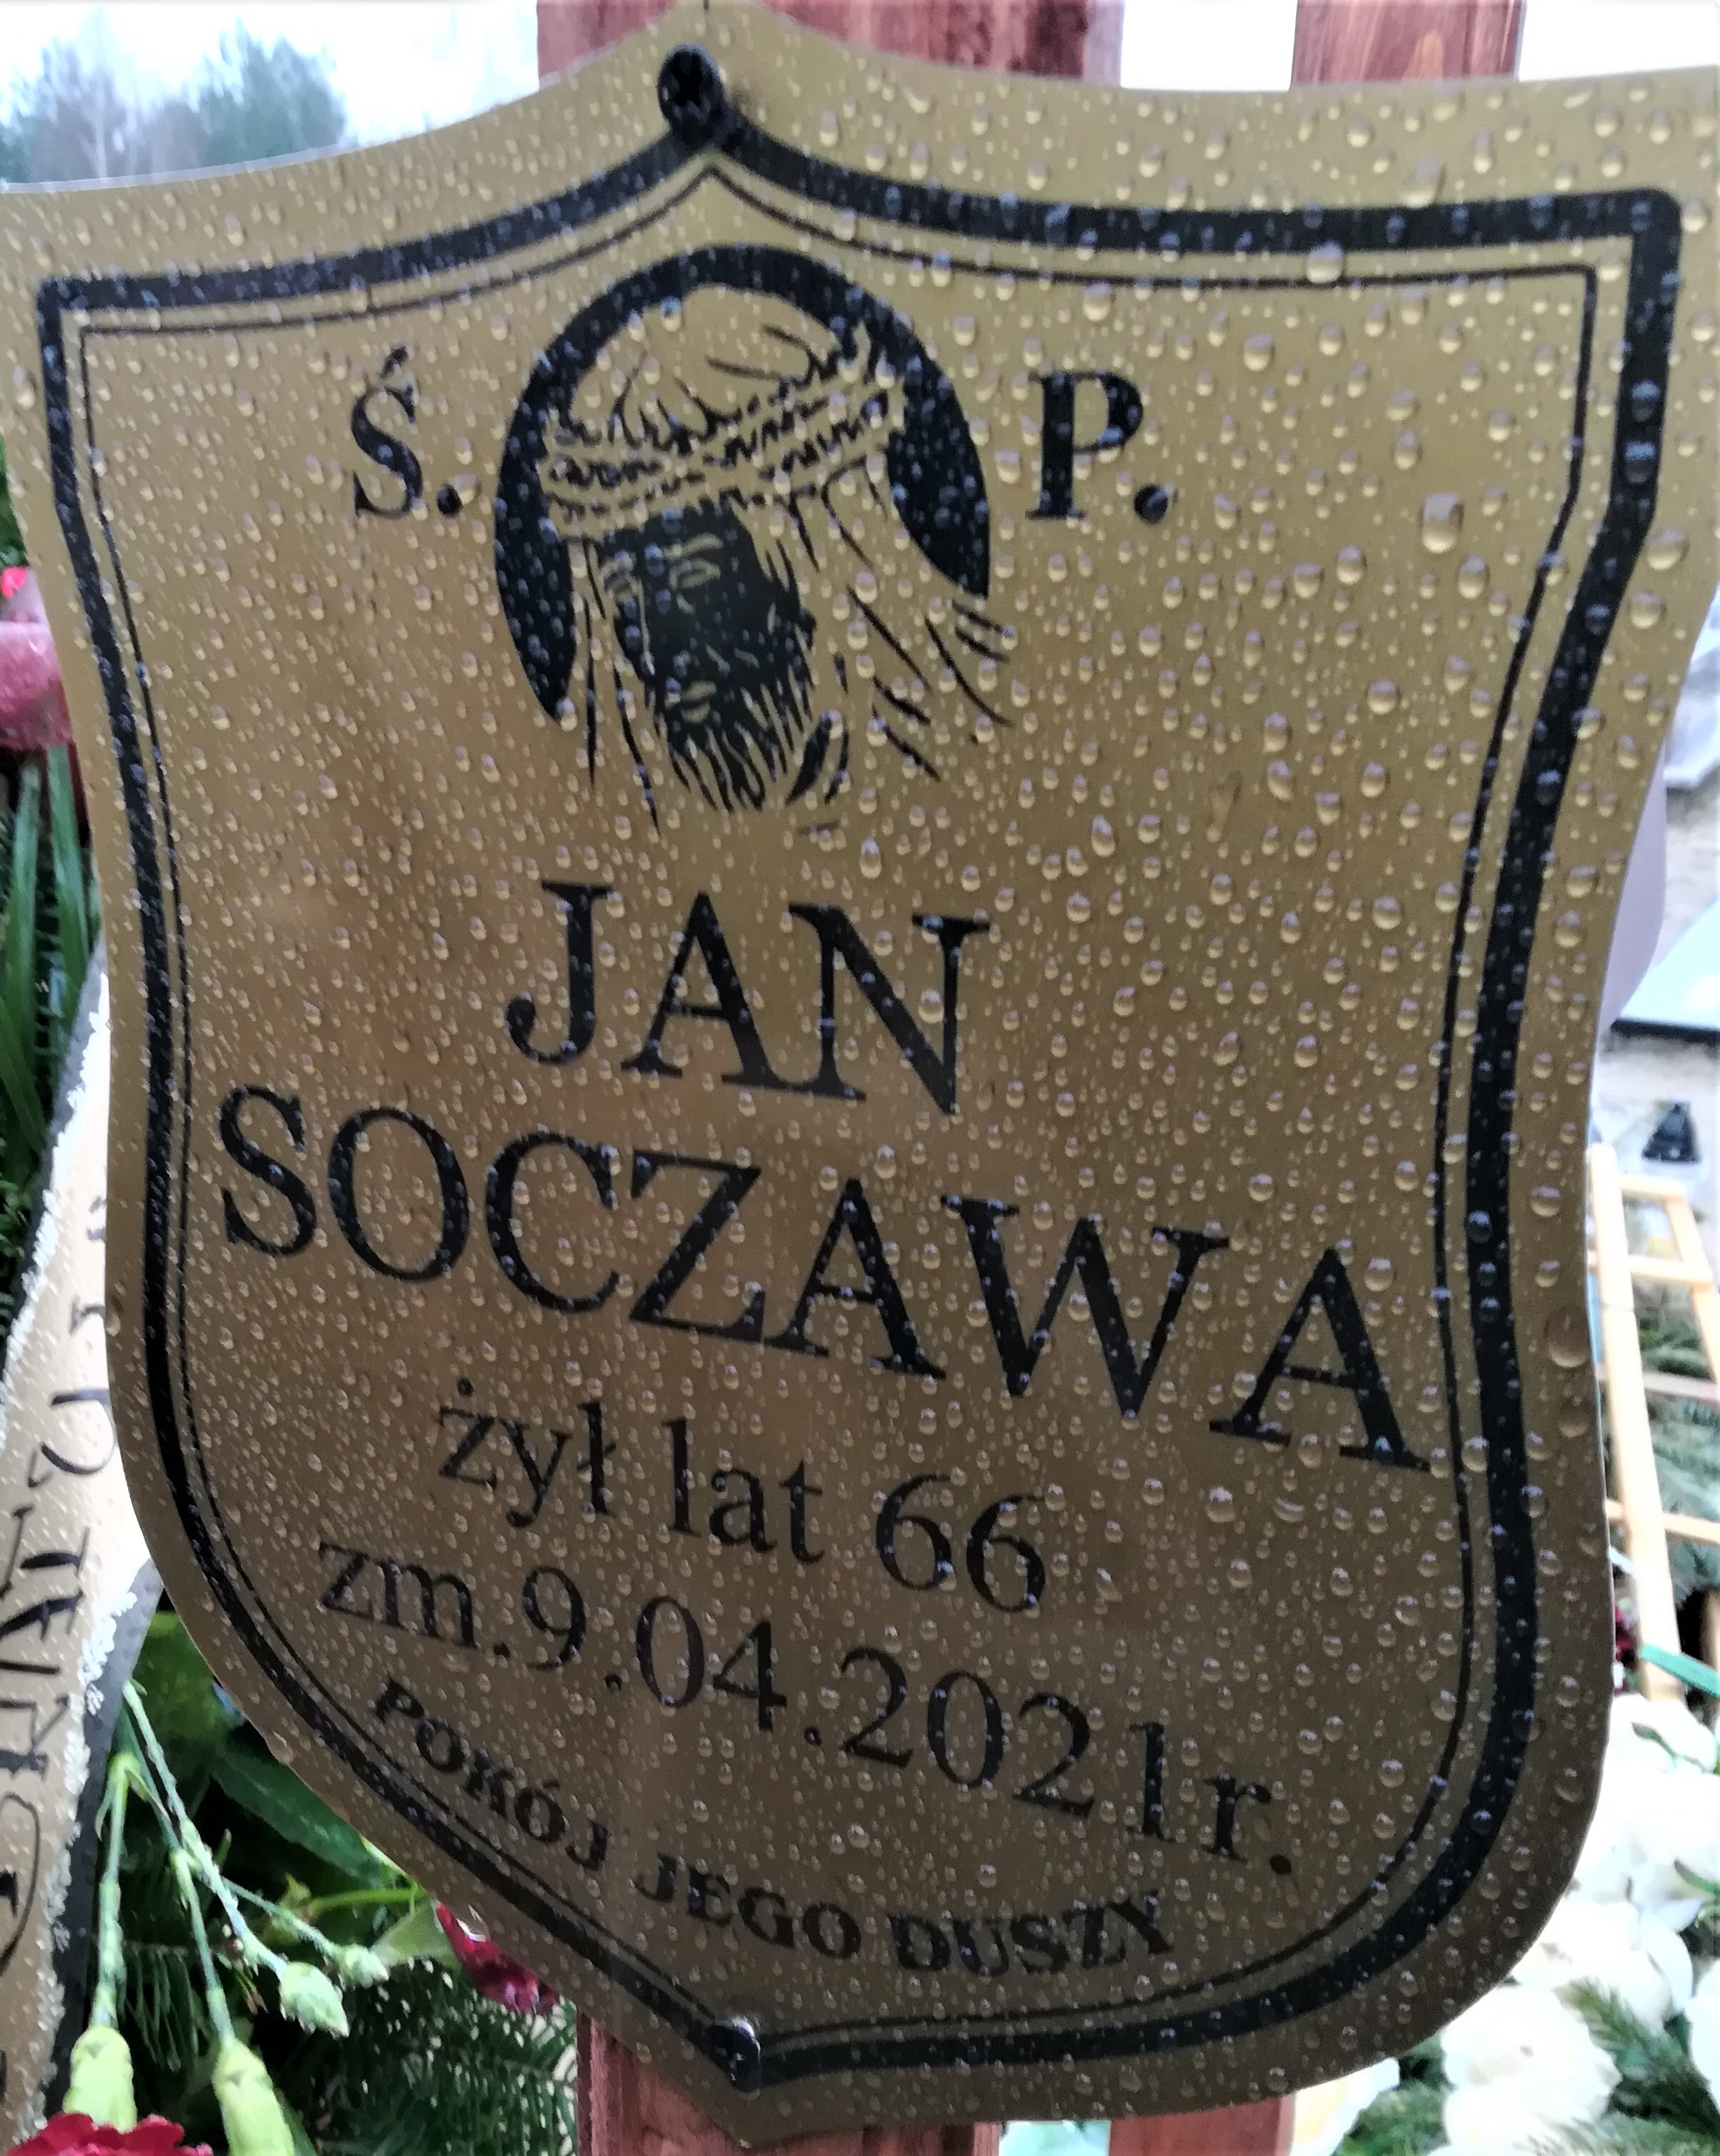 Ś. P.
JAN
SOCZAWA
żył lat 66
zm.9.04.2021r.
POKÓJ JEGO DUSZY